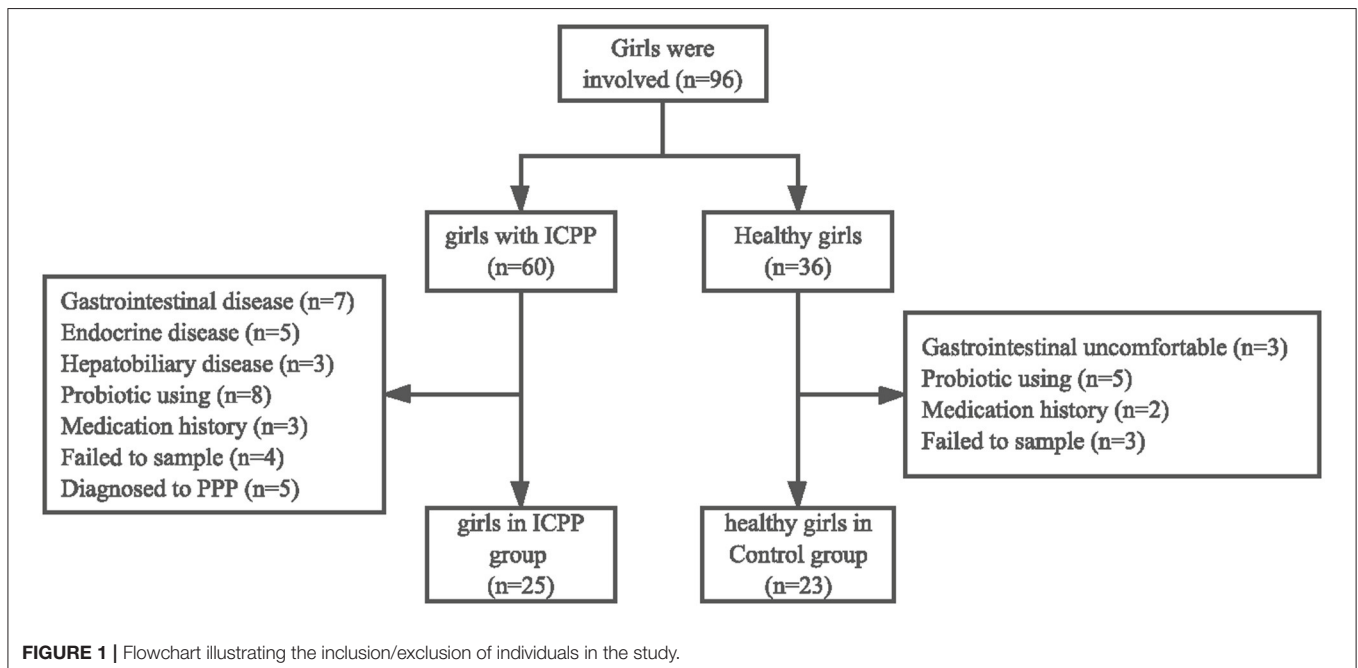 Girls were
involved (n=96)
girls with ICPP
(n=60)
Healthy girls
(n=36)
Gastrointestinal disease (n=7)
Endocrine disease (n=5)
Hepatobiliary disease (n=3)
Probiotic using (n=8)
Medication history (n=3)
Failed to sample (n=4)
Diagnosed to PPP (n=5)
Gastrointestinal uncomfortable (n=3)
Probiotic using (n=5)
Medication history (n=2)
Failed to sample (n=3)
girls in ICPP
group
(n=25)
healthy girls in
Control group
(n=23)
FIGURE 1 | Flowchart illustrating the inclusion/exclusion of individuals in the study.